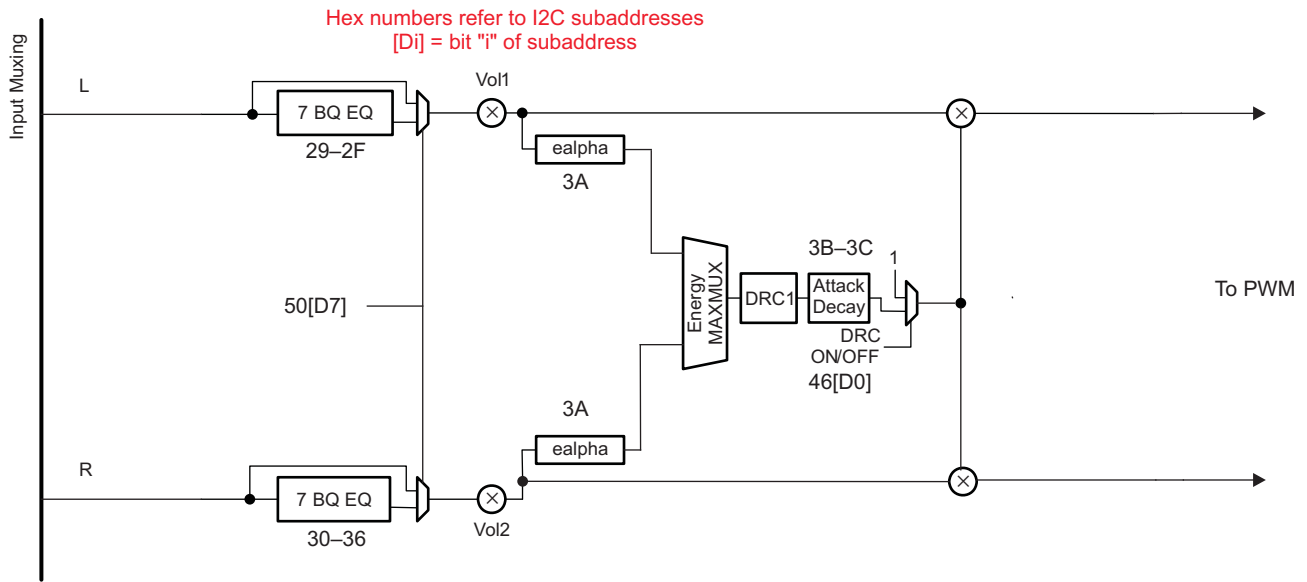 Hex numbers refer to I2C subaddresses
[Di] = bit "i" of subaddress
Input Muxing
L
Vol1
7 BQ EQ
29–2F
ealpha
3A
3B–3C
1
Energy
MAXMUX
DRC1
Attack
Decay
50[D7]
To PWM
DRC
ON/OFF
46[D0]
3A
ealpha
R
7 BQ EQ
30–36
Vol2